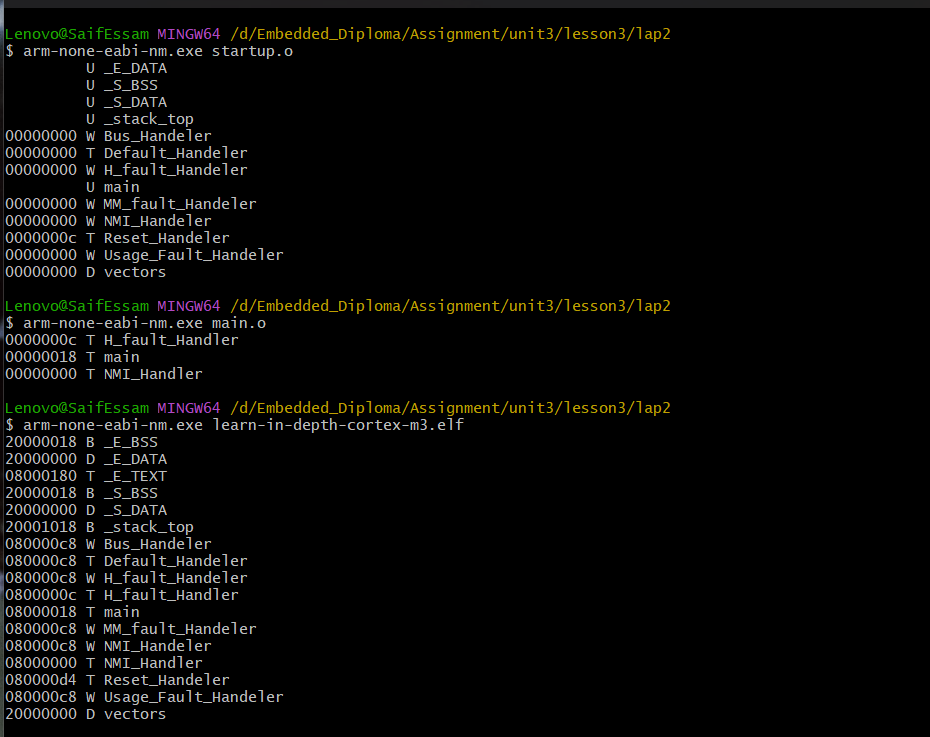 Lenovo@SaifEssam MINGW64 /d/Embedded_Diploma/Assignment/unit3/lesson3/lap2
$ arm-none-eabi-nm.exe startup.o
         U _E_DATA
         U _S_BSS
         U _S_DATA
         U _stack_top
00000000 W Bus_Handeler
00000000 T Default_Handeler
00000000 W H_fault_Handeler
         U main
00000000 W MM_fault_Handeler
00000000 W NMI_Handeler
0000000c T Reset_Handeler
00000000 W Usage_Fault_Handeler
00000000 D vectors
Lenovo@SaifEssam MINGW64 /d/Embedded_Diploma/Assignment/unit3/lesson3/lap2
$ arm-none-eabi-nm.exe main.o
0000000c T H_fault_Handler
00000018 T main
00000000 T NMI_Handler
Lenovo@SaifEssam MINGW64 /d/Embedded_Diploma/Assignment/unit3/lesson3/lap2
$ arm-none-eabi-nm.exe learn-in-depth-cortex-m3.elf
20000018 B _E_BSS
20000000 D _E_DATA
08000180 T _E_TEXT
20000018 B _S_BSS
20000000 D _S_DATA
20001018 B _stack_top
080000c8 W Bus_Handeler
080000c8 T Default_Handeler
080000c8 W H_fault_Handeler
0800000c T H_fault_Handler
08000018 T main
080000c8 W MM_fault_Handeler
080000c8 W NMI_Handeler
08000000 T NMI_Handler
080000d4 T Reset_Handeler
080000c8 W Usage_Fault_Handeler
20000000 D vectors